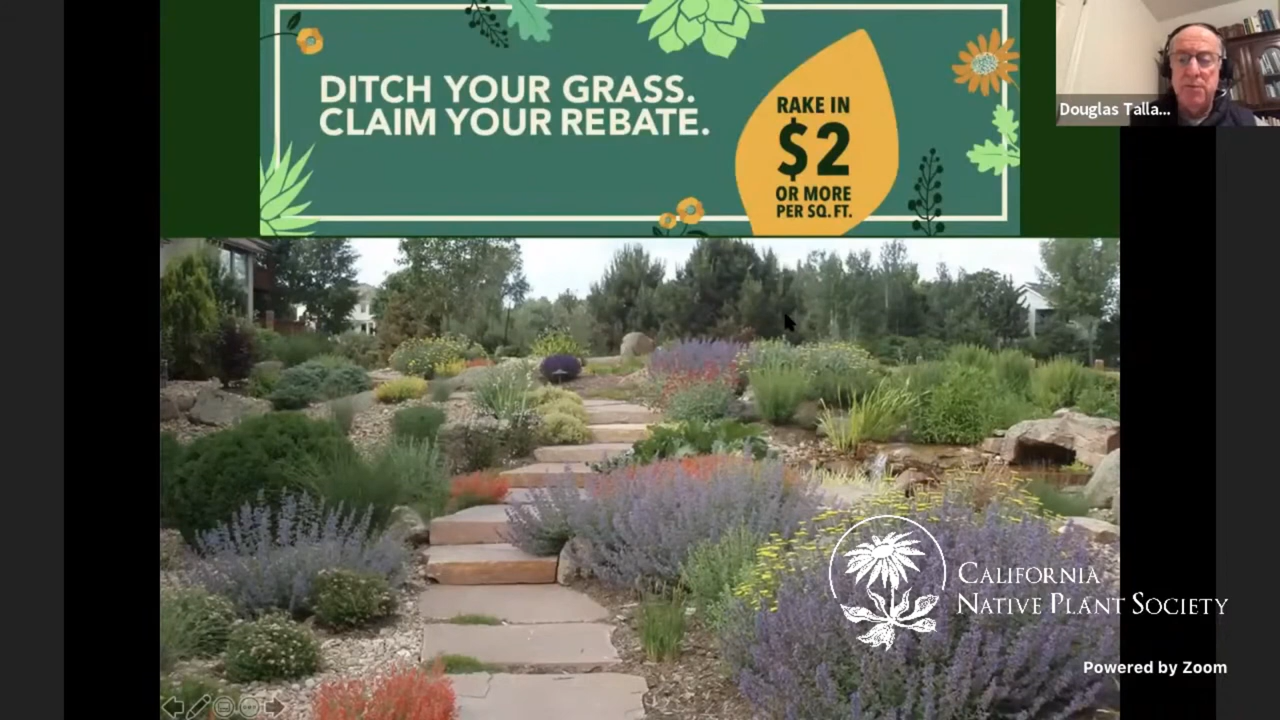 DITCH YOUR GRASS.
CLAIM YOUR REBATE.
RAKE IN
$2
OR MORE
PER SQ. FT.
Douglas Talla...
CALIFORNIA
NATIVE PLANT SOCIETY
Powered by Zoom